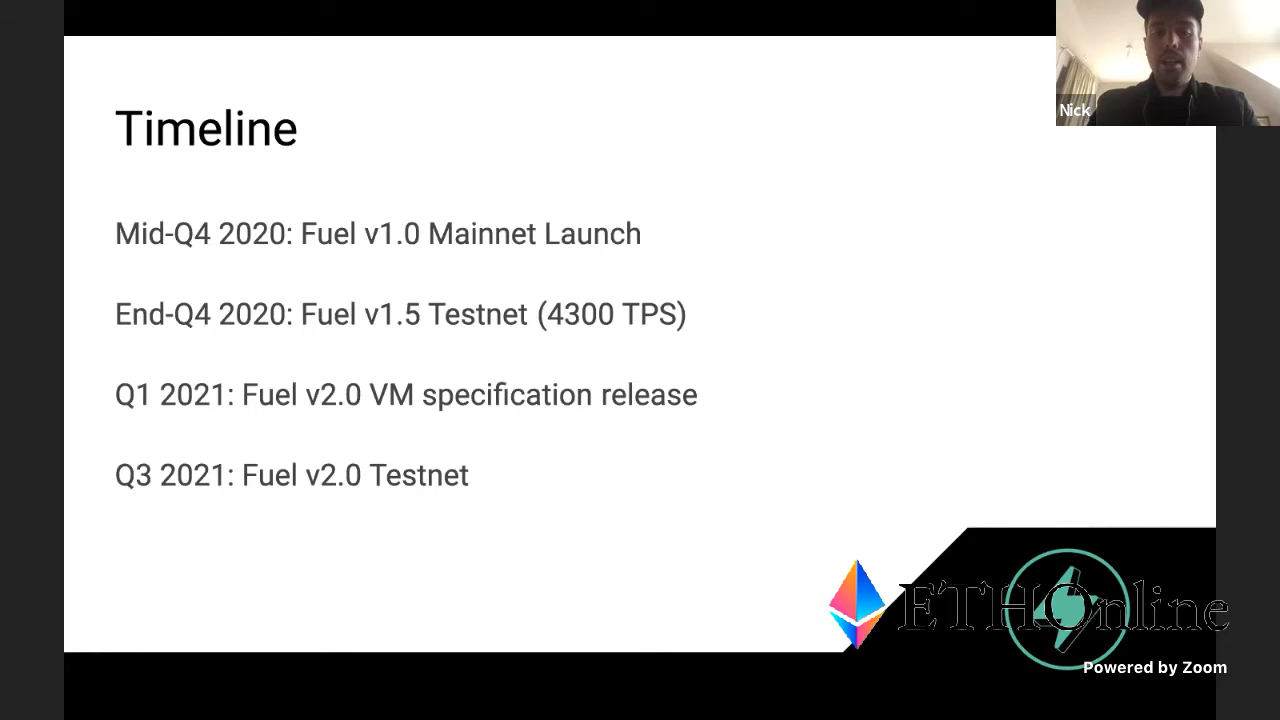 Timeline
Nick
Mid-Q4 2020: Fuel v1.0 Mainnet Launch
End-Q4 2020: Fuel v1.5 Testnet (4300 TPS)
Q1 2021: Fuel v2.0 VM specification release
Q3 2021: Fuel v2.0 Testnet
ETHOnline
Powered by Zoom